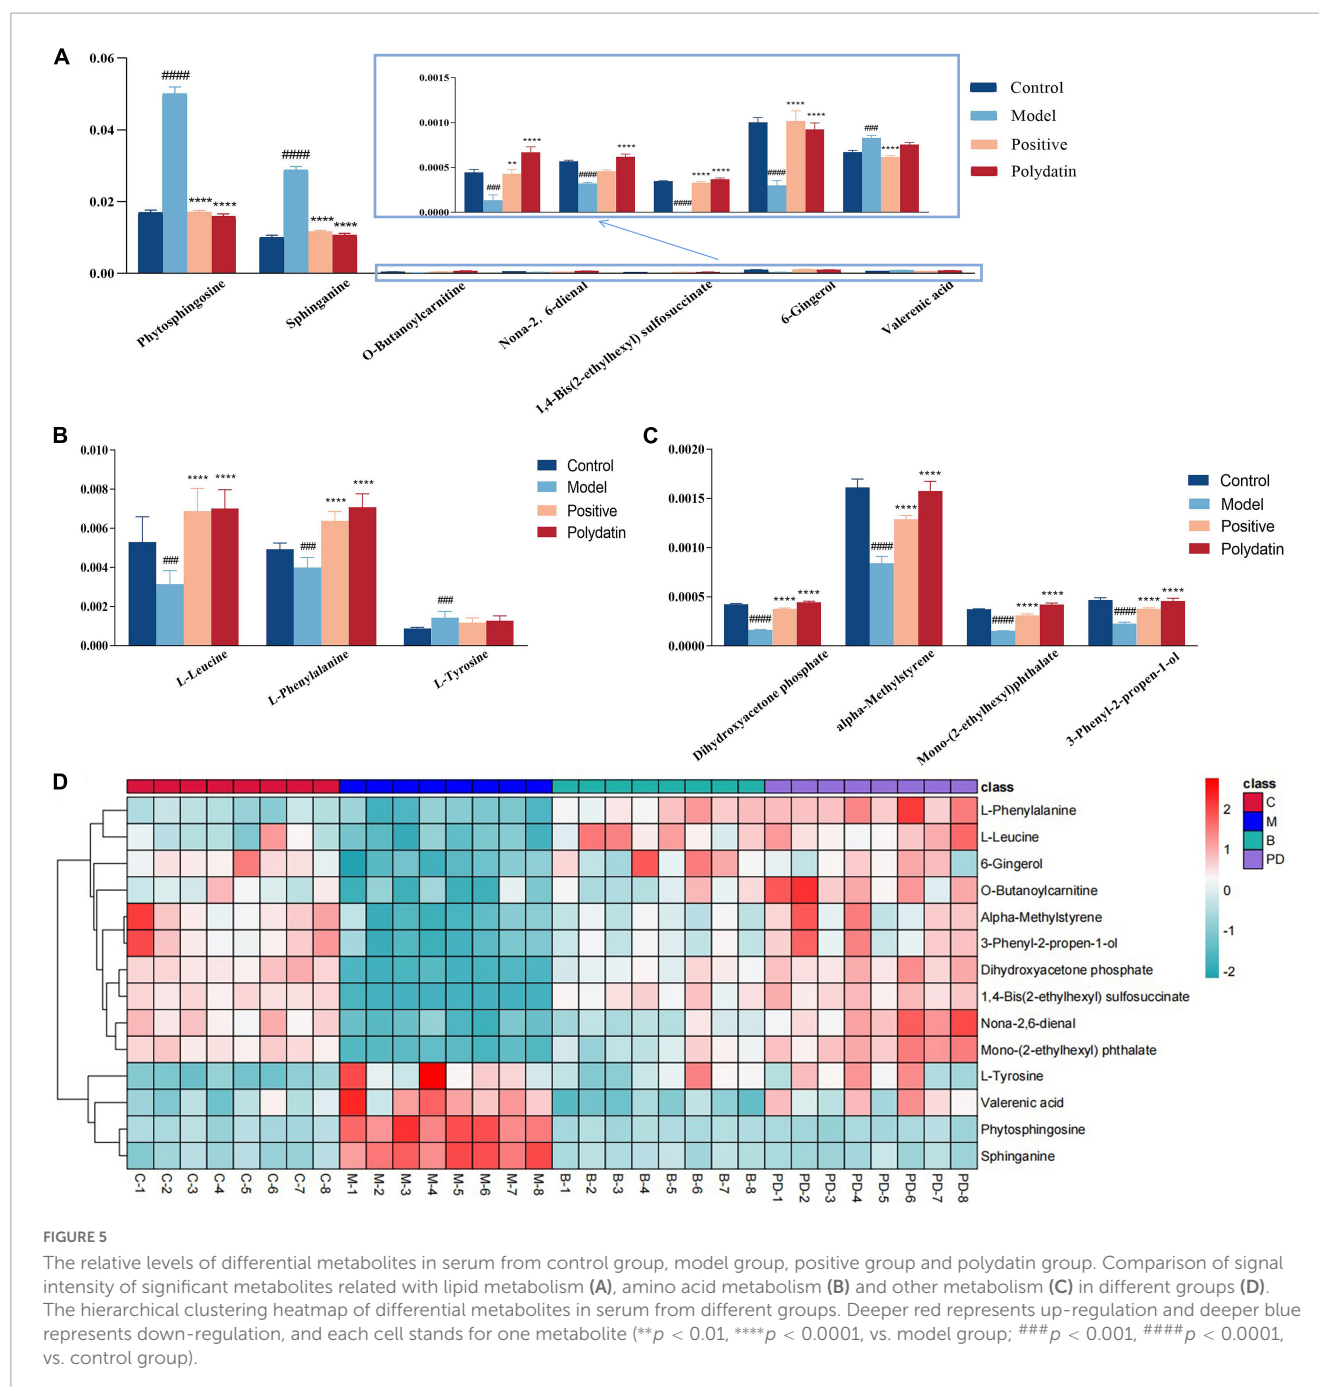 A
0.06
0.04
0.02
0.00
####
****
****
####
****
****
Phytosphingosine
Sphinganine
O-Butanoylcarnitine
Nona-2, 6-dienal
1,4-Bis(2-ethylhexyl) sulfosuccinate
6-Gingerol
Valerenic acid
0.0015
0.0010
0.0005
0.0000
###
**
****
####
****
####
****
****
####
****
****
###
****
Control
Model
Positive
Polydatin
B
0.010
0.008
0.006
0.004
0.002
0.000
###
****
****
###
****
****
###
L-Leucine
L-Phenylalanine
L-Tyrosine
Control
Model
Positive
Polydatin
C
0.0020
0.0015
0.0010
0.0005
0.0000
####
****
****
####
****
****
####
****
****
####
****
****
Dihydroxyacetone phosphate
alpha-Methylstyrene
Mono-(2-ethylhexyl)phthalate
3-Phenyl-2-propen-1-ol
Control
Model
Positive
Polydatin
D
class
L-Phenylalanine
L-Leucine
6-Gingerol
O-Butanoylcarnitine
Alpha-Methylstyrene
3-Phenyl-2-propen-1-ol
Dihydroxyacetone phosphate
1,4-Bis(2-ethylhexyl) sulfosuccinate
Nona-2,6-dienal
Mono-(2-ethylhexyl) phthalate
L-Tyrosine
Valerenic acid
Phytosphingosine
Sphinganine
C-1
C-2
C-3
C-4
C-5
C-6
C-7
C-8
M-1
M-2
M-3
M-4
M-5
M-6
M-7
M-8
B-1
B-2
B-3
B-4
B-5
B-6
B-7
B-8
PD-1
PD-2
PD-3
PD-4
PD-5
PD-6
PD-7
PD-8
2
1
0
-1
-2
class
C
M
B
PD
FIGURE 5
The relative levels of differential metabolites in serum from control group, model group, positive group and polydatin group. Comparison of signal
intensity of significant metabolites related with lipid metabolism (A), amino acid metabolism (B) and other metabolism (C) in different groups (D).
The hierarchical clustering heatmap of differential metabolites in serum from different groups. Deeper red represents up-regulation and deeper blue
represents down-regulation, and each cell stands for one metabolite (**p < 0.01, ****p < 0.0001, vs. model group; ###p < 0.001, ####p < 0.0001,
vs. control group).